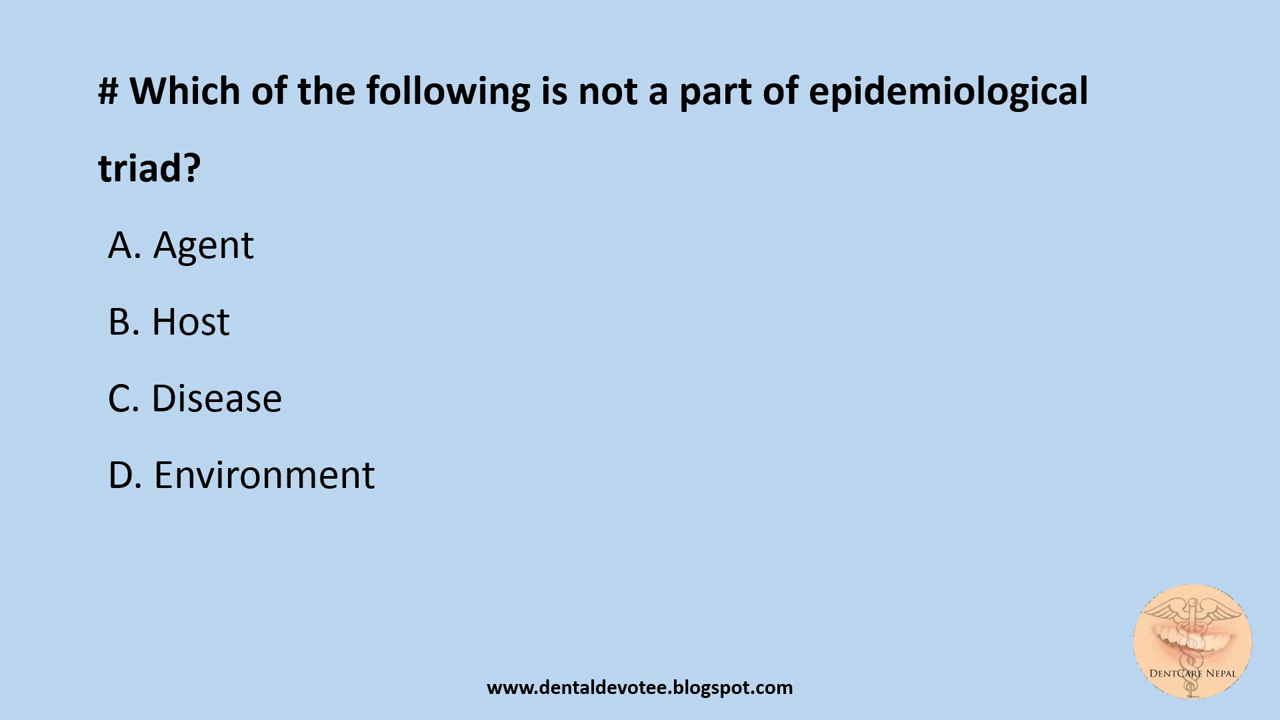 # Which of the following is not a part of epidemiological
triad?
A. Agent
B. Host
C. Disease
D. Environment
DENTCARE NEPAL
www.dentaldevotee.blogspot.com